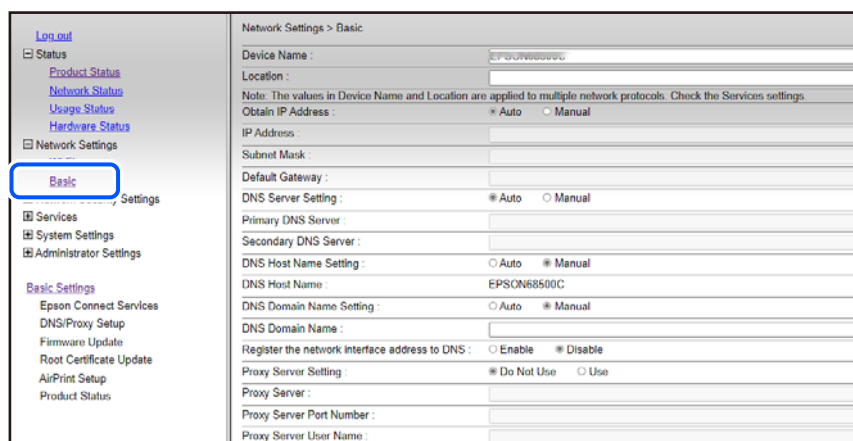 Log out
Status
Product Status
Network Status
Usage Status
Hardware Status
Network Settings
Basic
Settings
Services
System Settings
Administrator Settings
Basic Settings
Epson Connect Services
DNS/Proxy Setup
Firmware Update
Root Certificate Update
AirPrint Setup
Product Status
Network Settings > Basic
Device Name :
Location :
Note: The values in Device Name and Location are applied to multiple network protocols. Check the Services settings.
Obtain IP Address : Auto Manual
IP Address :
Subnet Mask :
Default Gateway :
DNS Server Setting : Auto Manual
Primary DNS Server :
Secondary DNS Server :
DNS Host Name Setting : Auto Manual
DNS Host Name : EPSON68500C
DNS Domain Name Setting : Auto Manual
DNS Domain Name :
Register the network interface address to DNS : Enable Disable
Proxy Server Setting : Do Not Use Use
Proxy Server :
Proxy Server Port Number :
Proxy Server User Name :